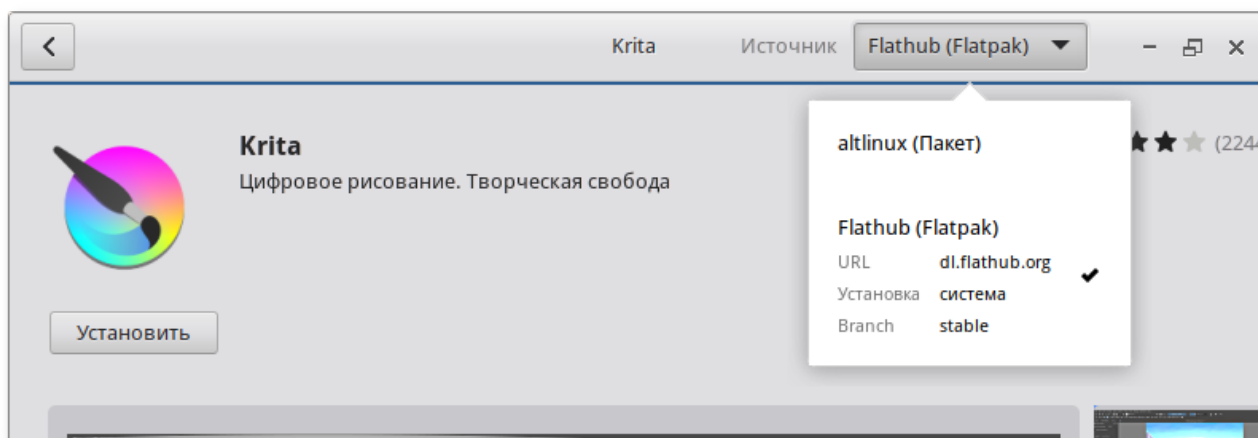 Krita Источник Flathub (Flatpak)
altlinux (Пакет)
Krita
(2244
Цифровое рисование. Творческая свобода
Flathub (Flatpak)
URL dl.flathub.org
Установка система
Branch stable
Установить